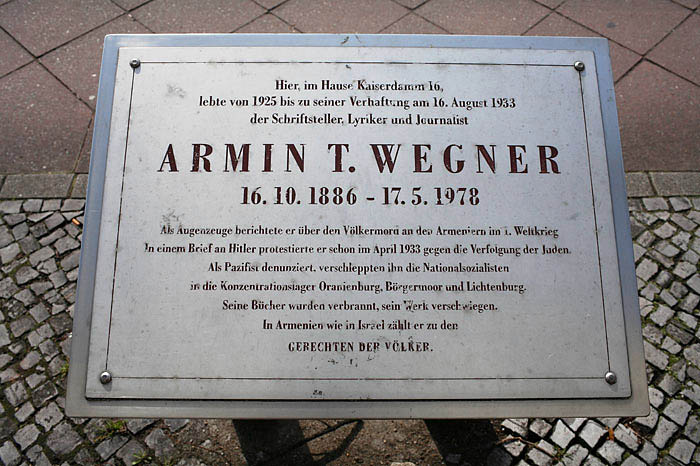 Hier, im Hause Kaiserdamm 16,
lebte von 1925 bis zu seiner Verhaftung am 16. August 1933
der Schriftsteller, Lyriker und Journalist
ARMIN T. WEGNER
16.10.1886 - 17.5.1978
Als Augenzeuge berichtete er über den Völkermord an den Armeniern im 1. Weltkrieg.
In einem Brief an Hitler protestierte er schon im April 1933 gegen die Verfolgung der Juden.
Als Pazifist denunziert, verschleppten ihn die Nationalsozialisten
in die Konzentrationslager Oranienburg, Börgermoor und Lichtenburg.
Seine Bücher wurden verbrannt, sein Werk verschwiegen.
In Armenien wie in Israel zählt er zu den
GERECHTEN DER VÖLKER.